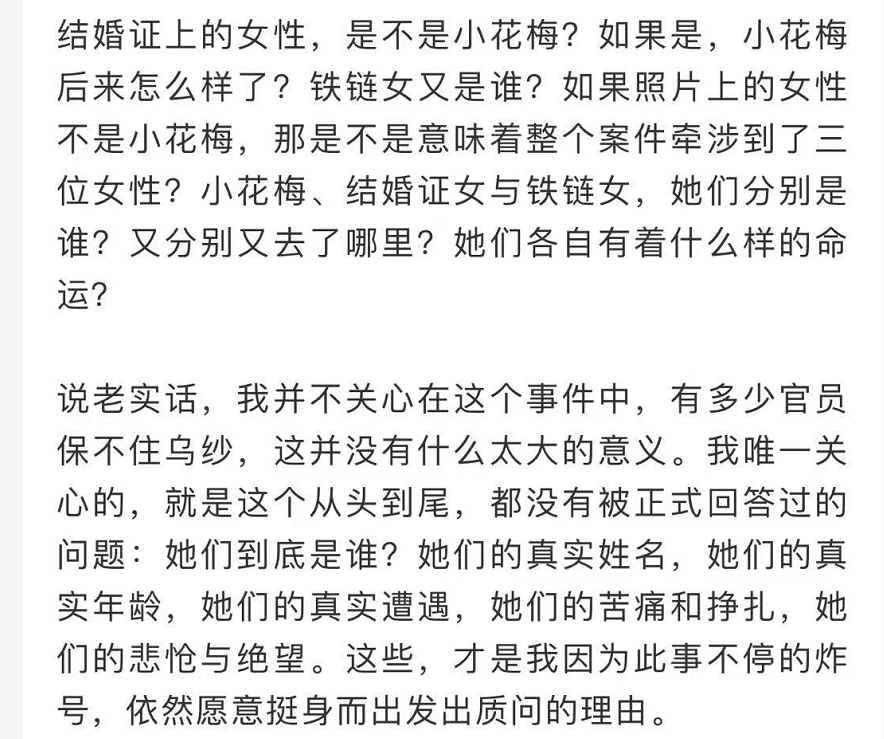 结婚证上的女性，是不是小花梅？如果是，小花梅
后来怎么样了？铁链女又是谁？如果照片上的女性
不是小花梅，那是不是意味着整个案件牵涉到了三
位女性？小花梅、结婚证女与铁链女，她们分别是
谁？又分别又去了哪里？她们各自有着什么样的命
运？
说老实话，我并不关心在这个事件中，有多少官员
保不住乌纱，这并没有什么太大的意义。我唯一关
心的，就是这个从头到尾，都没有被正式回答过的
问题：她们到底是谁？她们的真实姓名，她们的真
实年龄，她们的真实遭遇，她们的苦痛和挣扎，她
们的悲怆与绝望。这些，才是我因为此事不停的炸
号，依然愿意挺身而出发出质问的理由。